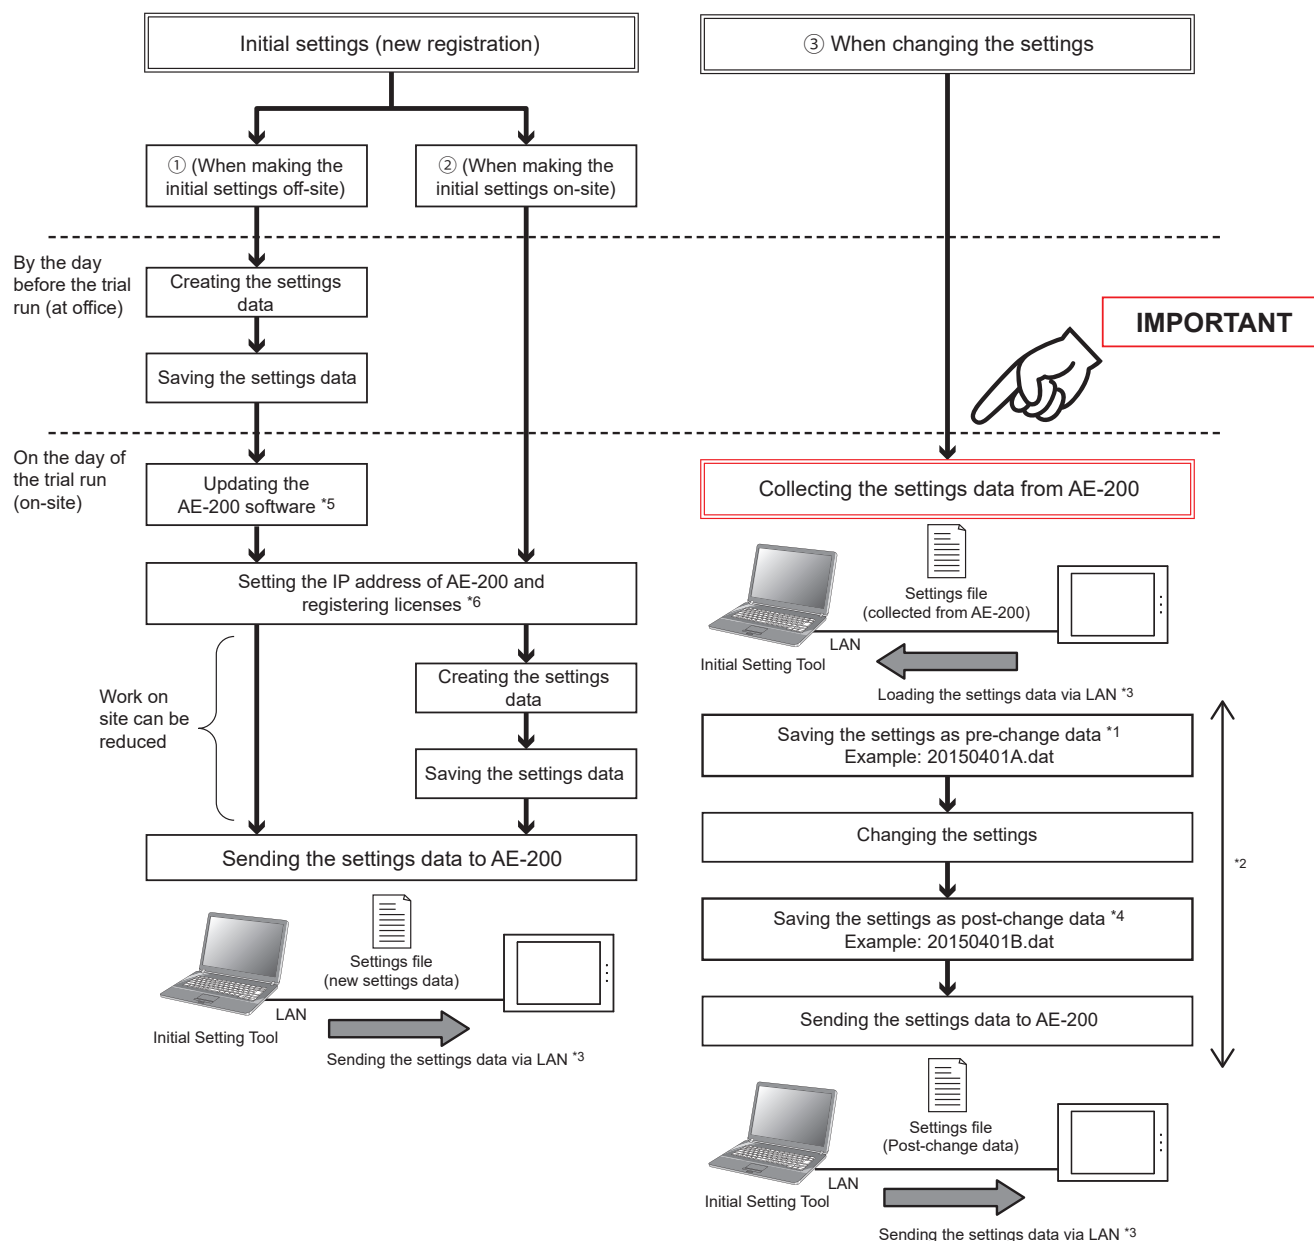 Initial settings (new registration)
③ When changing the settings
① (When making the
initial settings off-site)
② (When making the
initial settings on-site)
By the day
before the trial
run (at office)
Creating the settings
data
Saving the settings data
IMPORTANT
On the day of
the trial run
(on-site)
Updating the
AE-200 software *5
Setting the IP address of AE-200 and
registering licenses *6
Work on
site can be
reduced
Creating the settings
data
Saving the settings data
Sending the settings data to AE-200
Settings file
(new settings data)
LAN
Initial Setting Tool
Sending the settings data via LAN *3
Collecting the settings data from AE-200
Settings file
(collected from AE-200)
LAN
Initial Setting Tool
Loading the settings data via LAN *3
Saving the settings as pre-change data *1
Example: 20150401A.dat
Changing the settings
*2
Saving the settings as post-change data *4
Example: 20150401B.dat
Sending the settings data to AE-200
Settings file
(Post-change data)
LAN
Initial Setting Tool
Sending the settings data via LAN *3